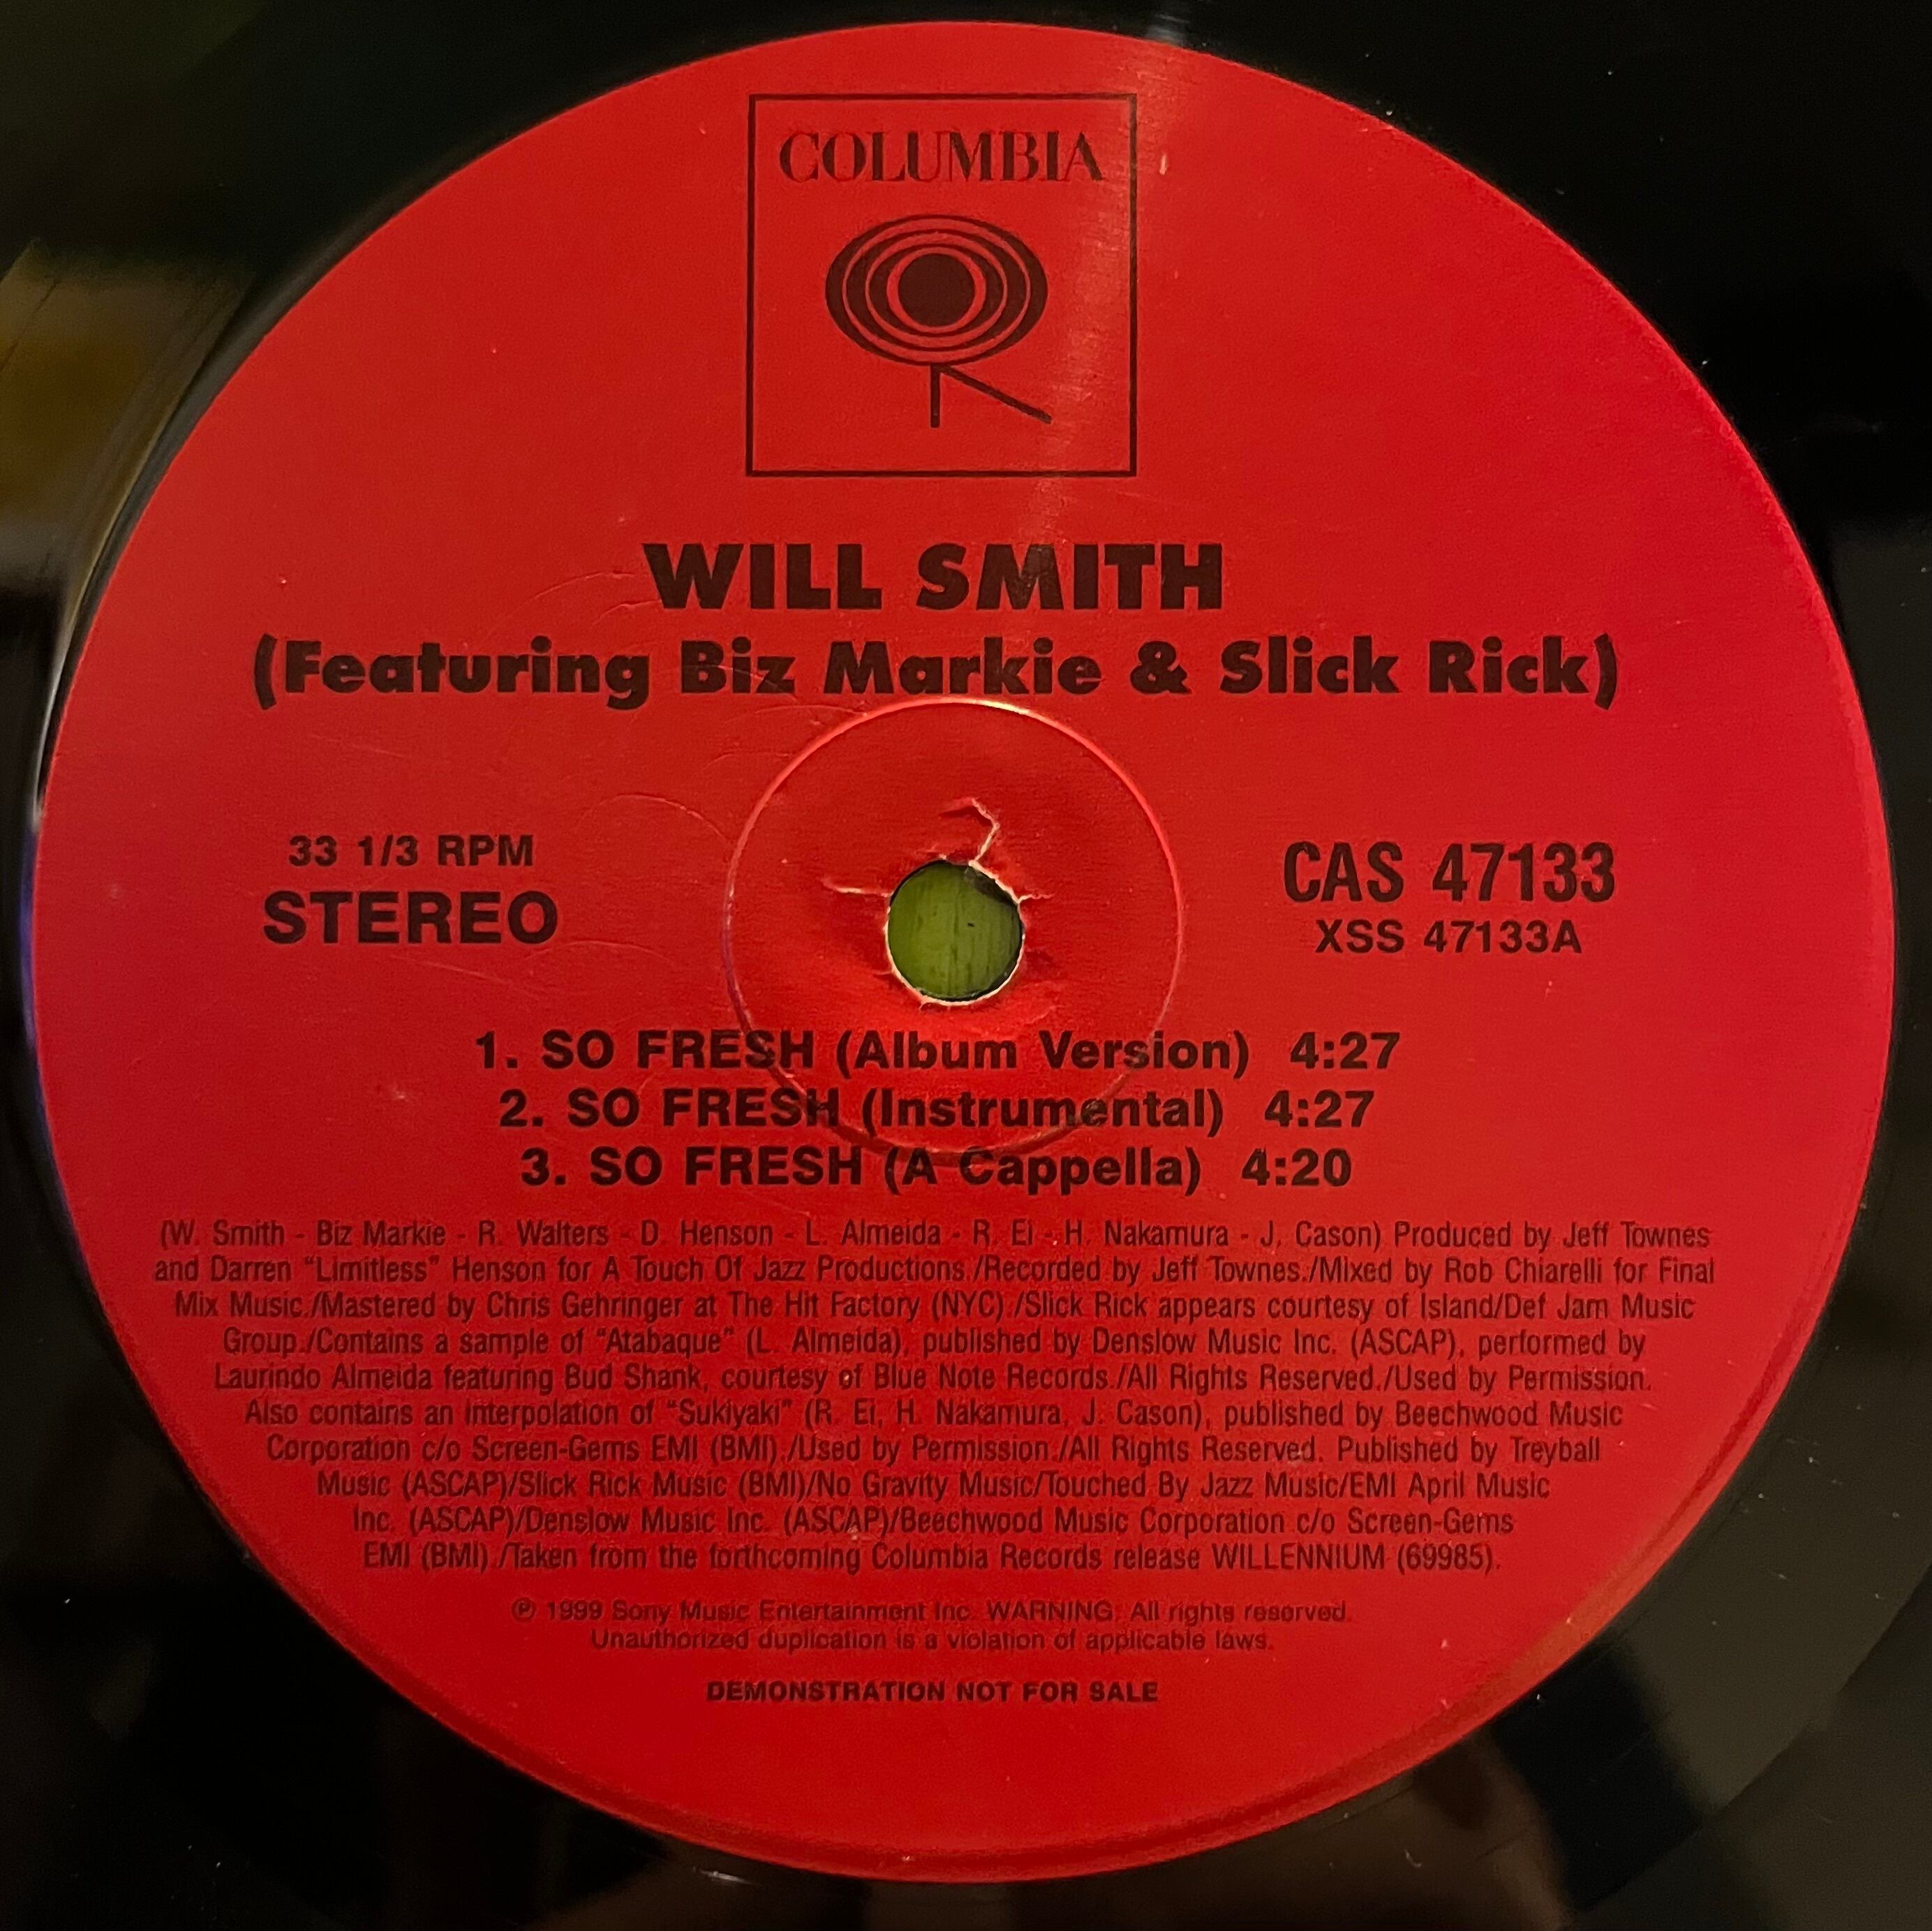 COLUMBIA
WILL SMITH
(Featuring Biz Markie & Slick Rick)
33 1/3 RPM
STEREO
CAS 47133
XSS 47133A
1. SO FRESH (Album Version) 4:27
2. SO FRESH (Instrumental) 4:27
3. SO FRESH (A Cappella) 4:20
(W. Smith - Biz Markie - R. Walters - D. Henson - L. Almeida - R. Ei - H. Nakamura - J. Cason) Produced by Jeff Townes
and Darren "Limitless" Henson for A Touch Of Jazz Productions./Recorded by Jeff Townes./Mixed by Rob Chiarelli for Final
Mix Music./Mastered by Chris Gehringer at The Hit Factory (NYC)./Slick Rick appears courtesy of Island/Def Jam Music
Group./Contains a sample of "Atabaque" (L. Almeida), published by Denslow Music Inc. (ASCAP), performed by
Laurindo Almeida featuring Bud Shank, courtesy of Blue Note Records./All Rights Reserved./Used by Permission.
Also contains an interpolation of "Sukiyaki" (R. Ei, H. Nakamura, J. Cason), published by Beechwood Music
Corporation c/o Screen-Gems EMI (BMI)./Used by Permission./All Rights Reserved. Published by Treyball
Music (ASCAP)/Slick Rick Music (BMI)/No Gravity Music/Touched By Jazz Music/EMI April Music
Inc. (ASCAP)/Denslow Music Inc. (ASCAP)/Beechwood Music Corporation c/o Screen-Gems
EMI (BMI)./Taken from the forthcoming Columbia Records release WILLENNIUM (69985).
℗ 1999 Sony Music Entertainment Inc. WARNING: All rights reserved.
Unauthorized duplication is a violation of applicable laws.
DEMONSTRATION NOT FOR SALE